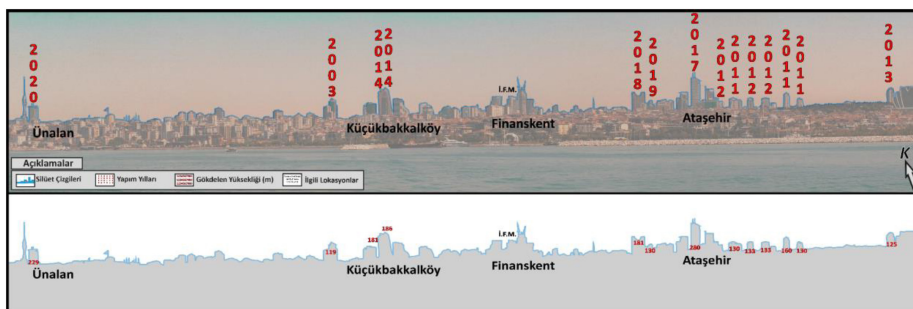 2020
2003
2014
2014
2018
2019
2017
2012
2011
2012
2012
2011
2011
2013
İ.F.M.
Ünalan
Küçükbakkalköy
Finanskent
Ataşehir
K
Açıklamalar
Silüet Çizgileri
Yapım Yılları
Gökdelen Yüksekliği (m)
İlgili Lokasyonlar
229
119
181
186
İ.F.M.
161
130
280
130
133
133
160
130
125
Ünalan
Küçükbakkalköy
Finanskent
Ataşehir